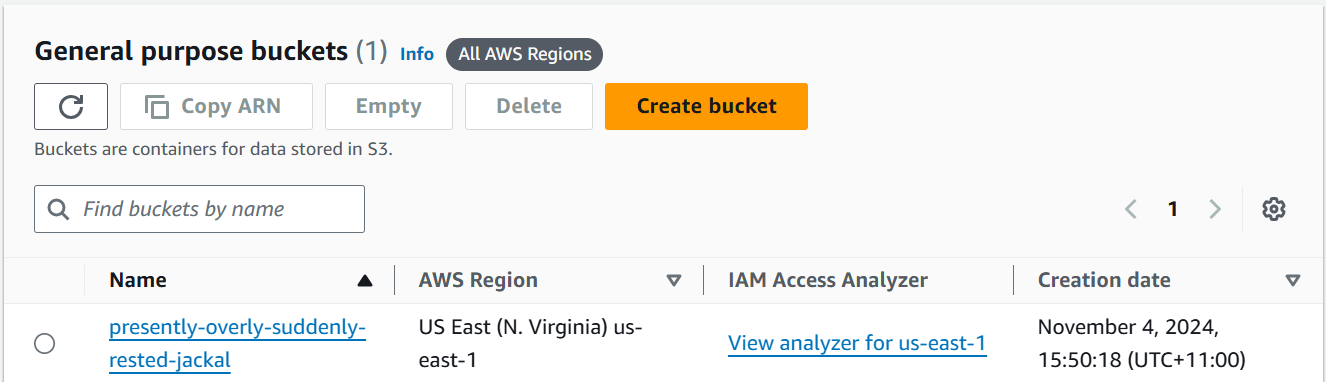 General purpose buckets (1) Info All AWS Regions
Copy ARN Empty Delete Create bucket
Buckets are containers for data stored in S3.
Find buckets by name 1
Name AWS Region IAM Access Analyzer Creation date
presently-overly-suddenly-
rested-jackal
US East (N. Virginia) us-
east-1
View analyzer for us-east-1
November 4, 2024,
15:50:18 (UTC+11:00)